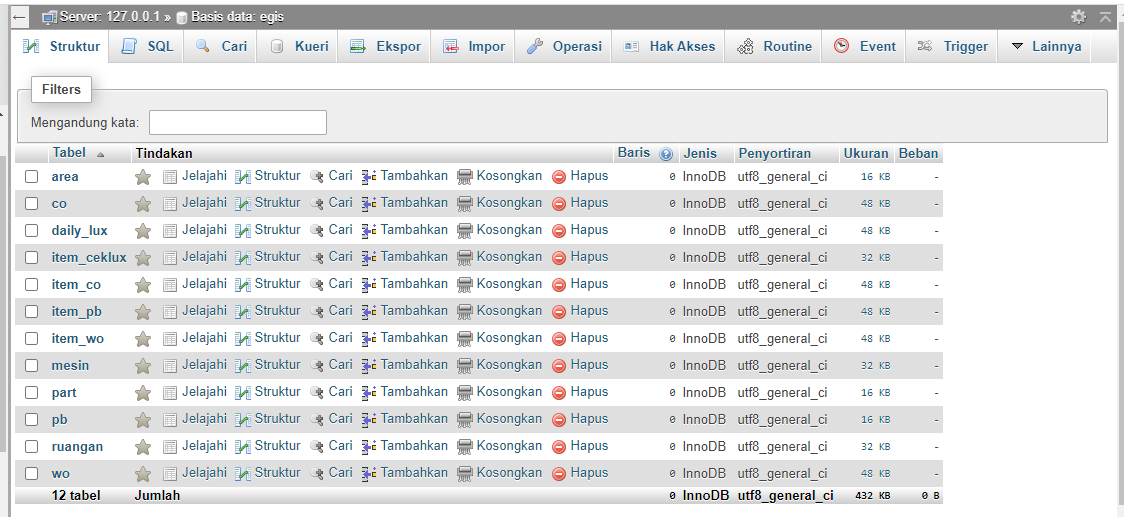 Server: 127.0.0.1 » Basis data: egis
Struktur SQL Cari Kueri Ekspor Impor Operasi Hak Akses Routine Event Trigger Lainnya
Filters
Mengandung kata:
Tabel Tindakan Baris Jenis Penyortiran Ukuran Beban
area Jelajahi Struktur Cari Tambahkan Kosongkan Hapus 0 InnoDB utf8_general_ci 16 KB -
co Jelajahi Struktur Cari Tambahkan Kosongkan Hapus 0 InnoDB utf8_general_ci 48 KB -
daily_lux Jelajahi Struktur Cari Tambahkan Kosongkan Hapus 0 InnoDB utf8_general_ci 48 KB -
item_ceklux Jelajahi Struktur Cari Tambahkan Kosongkan Hapus 0 InnoDB utf8_general_ci 32 KB -
item_co Jelajahi Struktur Cari Tambahkan Kosongkan Hapus 0 InnoDB utf8_general_ci 48 KB -
item_pb Jelajahi Struktur Cari Tambahkan Kosongkan Hapus 0 InnoDB utf8_general_ci 48 KB -
item_wo Jelajahi Struktur Cari Tambahkan Kosongkan Hapus 0 InnoDB utf8_general_ci 48 KB -
mesin Jelajahi Struktur Cari Tambahkan Kosongkan Hapus 0 InnoDB utf8_general_ci 32 KB -
part Jelajahi Struktur Cari Tambahkan Kosongkan Hapus 0 InnoDB utf8_general_ci 16 KB -
pb Jelajahi Struktur Cari Tambahkan Kosongkan Hapus 0 InnoDB utf8_general_ci 16 KB -
ruangan Jelajahi Struktur Cari Tambahkan Kosongkan Hapus 0 InnoDB utf8_general_ci 32 KB -
wo Jelajahi Struktur Cari Tambahkan Kosongkan Hapus 0 InnoDB utf8_general_ci 48 KB -
12 tabel Jumlah 0 InnoDB utf8_general_ci 432 KB 0 B